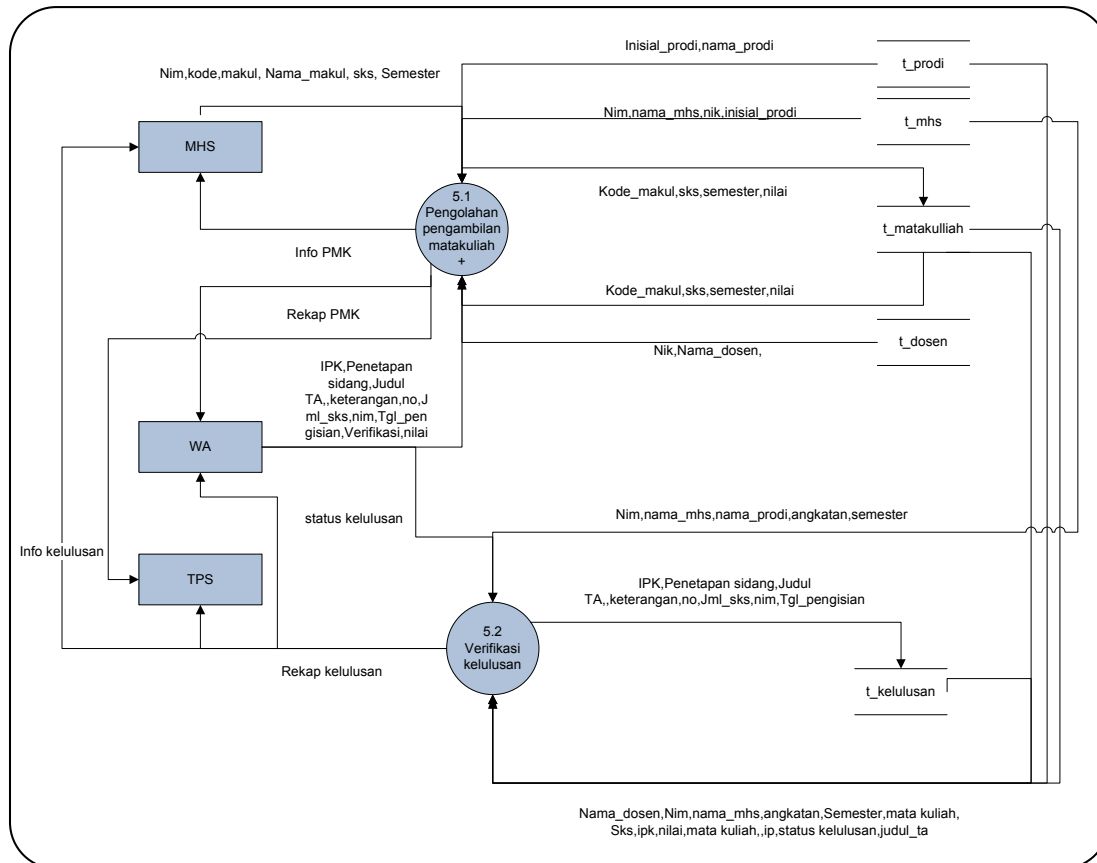 Inisial_prodi,nama_prodi
t_prodi
Nim,kode,makul, Nama_makul, sks, Semester
Nim,nama_mhs,nik,inisial_prodi
t_mhs
MHS
Kode_makul,sks,semester,nilai
5.1
Pengolahan
pengambilan
matakuliah
+
t_matakulliah
Info PMK
Kode_makul,sks,semester,nilai
Rekap PMK
t_dosen
Nik,Nama_dosen,
IPK,Penetapan
sidang,Judul
TA,,keterangan,no,J
ml_sks,nim,Tgl_pen
gisian,Verifikasi,nilai
WA
status kelulusan
Nim,nama_mhs,nama_prodi,angkatan,semester
Info kelulusan
TPS
IPK,Penetapan sidang,Judul
TA,,keterangan,no,Jml_sks,nim,Tgl_pengisian
5.2
Verifikasi
kelulusan
Rekap kelulusan
t_kelulusan
Nama_dosen,Nim,nama_mhs,angkatan,Semester,mata kuliah,
Sks,ipk,nilai,mata kuliah,,ip,status kelulusan,judul_ta